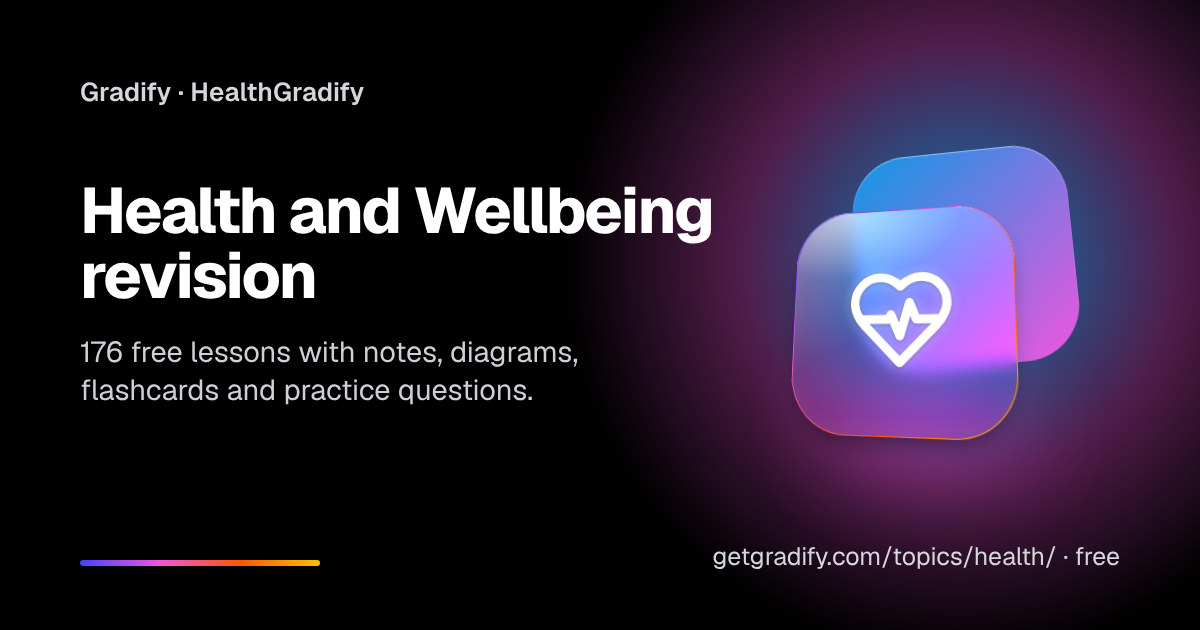 Gradify · HealthGradify
Health and Wellbeing
revision
176 free lessons with notes, diagrams,
flashcards and practice questions.
getgradify.com/topics/health/ · free